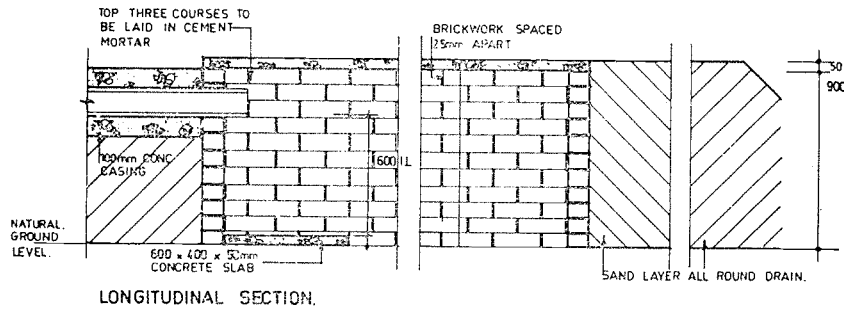 TOP THREE COURSES TO
BE LAID IN CEMENT
MORTAR
BRICKWORK SPACED
25mm APART
50
900
100mm CONC
CASING
600 I.L
NATURAL
GROUND
LEVEL.
600 x 400 x 50mm
CONCRETE SLAB
SAND LAYER ALL ROUND DRAIN.
LONGITUDINAL SECTION.